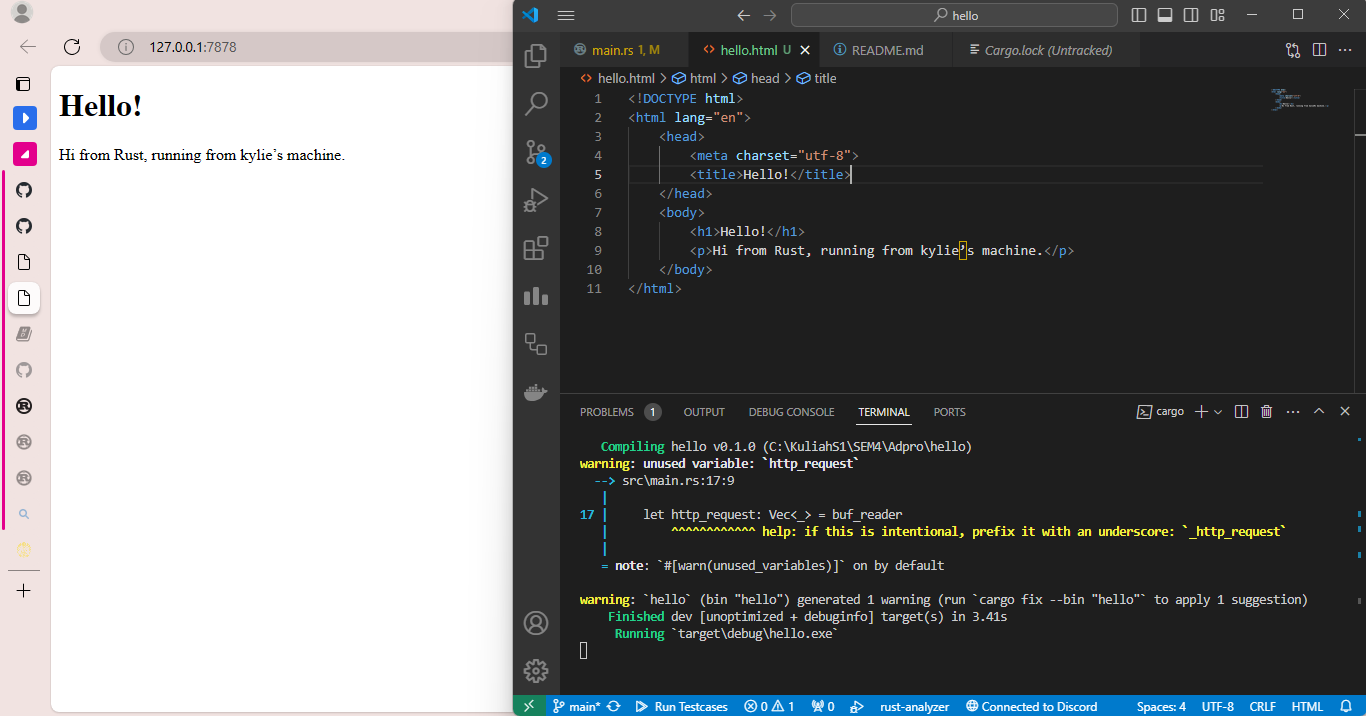 127.0.0.1:7878
Hello!
Hi from Rust, running from kylie’s machine.
hello
main.rs 1, M
hello.html U
README.md
Cargo.lock (Untracked)
hello.html > html > head > title
1 <!DOCTYPE html>
2 <html lang="en">
3 <head>
4 <meta charset="utf-8">
5 <title>Hello!</title>
6 </head>
7 <body>
8 <h1>Hello!</h1>
9 <p>Hi from Rust, running from kylie’s machine.</p>
10 </body>
11 </html>
2
PROBLEMS 1 OUTPUT DEBUG CONSOLE TERMINAL PORTS cargo
Compiling hello v0.1.0 (C:\KuliahS1\SEM4\Adpro\hello)
warning: unused variable: `http_request`
--> src\main.rs:17:9
|
17 | let http_request: Vec<_> = buf_reader
| ^^^^^^^^^^^^ help: if this is intentional, prefix it with an underscore: `_http_request`
|
= note: `#[warn(unused_variables)]` on by default
warning: `hello` (bin "hello") generated 1 warning (run `cargo fix --bin "hello"` to apply 1 suggestion)
Finished dev [unoptimized + debuginfo] target(s) in 3.41s
Running `target\debug\hello.exe`
main* Run Testcases 0 1 0 rust-analyzer Connected to Discord Spaces: 4 UTF-8 CRLF HTML